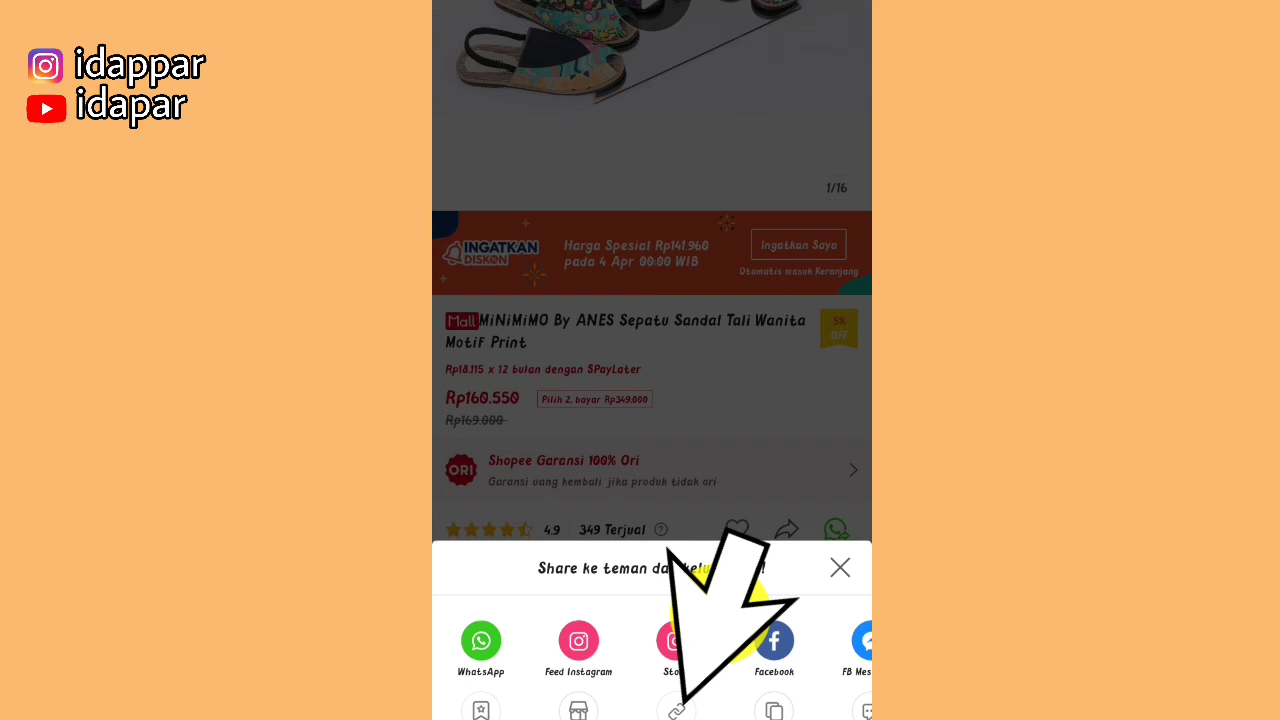 idappar
idapar
1/16
INGATKAN
DISKON
Harga Spesial Rp141.960
pada 4 Apr 00:00 WIB
Ingatkan Saya
Otomatis masuk Keranjang
Mall MiNiMiMO By ANES Sepatu Sandal Tali Wanita
Motif Print
5%
OFF
Rp18.115 x 12 bulan dengan SPayLater
Rp160.550
Pilih 2, bayar Rp349.000
Rp169.000
ORI
Shopee Garansi 100% Ori
Garansi uang kembali jika produk tidak ori
4.9
349 Terjual
Share ke teman
WhatsApp
Feed Instagram
Facebook